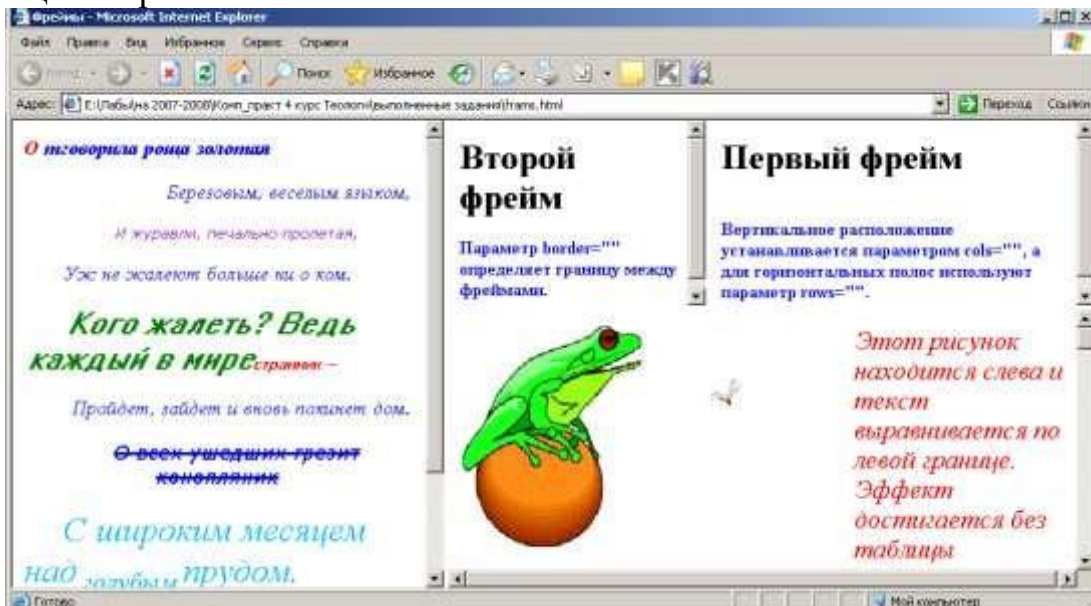 Фреймы - Microsoft Internet Explorer
Файл Правка Вид Избранное Сервис Справка
Поиск Избранное
Адрес: E:\Лабы\на 2007-2008\Комп_практ 4 курс Теологи\выполненные задания\frams.html Переход Ссылки
О тговорила роща золотая
Березовым, веселым языком,
И журавли, печально пролетая,
Уж не жалеют больше ни о ком.
Кого жалеть? Ведь
каждый в мире странник –
Пройдет, зайдет и вновь покинет дом.
О всех ушедших грезит
конопляник
С широким месяцем
над голубым прудом.
Второй
фрейм
Параметр border=""
определяет границу между
фреймами.
Первый фрейм
Вертикальное расположение
устанавливается параметром cols="", а
для горизонтальных полос используют
параметр rows="".
Этот рисунок
находится слева и
текст
выравнивается по
левой границе.
Эффект
достигается без
таблицы
Готово Мой компьютер